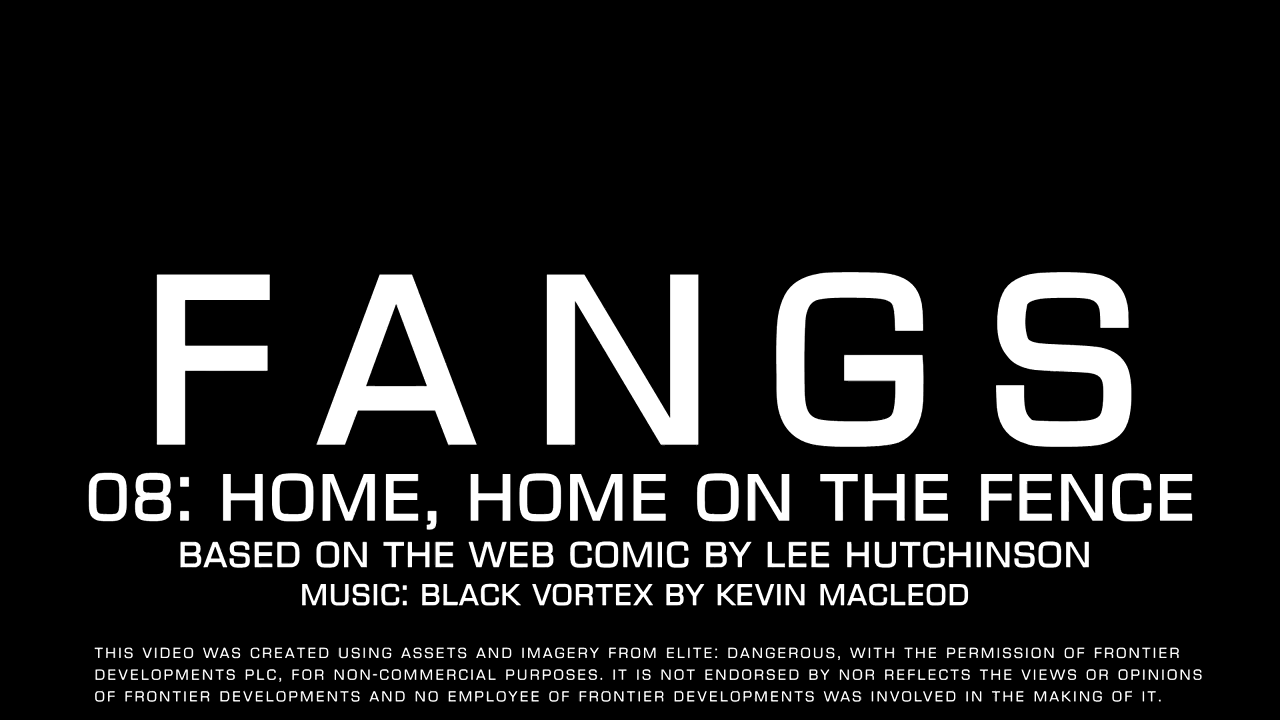 FANGS
08: HOME, HOME ON THE FENCE
BASED ON THE WEB COMIC BY LEE HUTCHINSON
MUSIC: BLACK VORTEX BY KEVIN MACLEOD
THIS VIDEO WAS CREATED USING ASSETS AND IMAGERY FROM ELITE: DANGEROUS, WITH THE PERMISSION OF FRONTIER
DEVELOPMENTS PLC, FOR NON-COMMERCIAL PURPOSES. IT IS NOT ENDORSED BY NOR REFLECTS THE VIEWS OR OPINIONS
OF FRONTIER DEVELOPMENTS AND NO EMPLOYEE OF FRONTIER DEVELOPMENTS WAS INVOLVED IN THE MAKING OF IT.